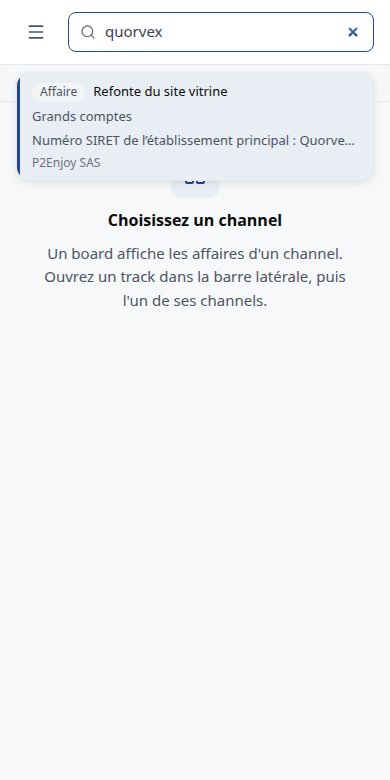 quorvex
Affaire Refonte du site vitrine
Grands comptes
Numéro SIRET de l'établissement principal : Quorve...
P2Enjoy SAS
Choisissez un channel
Un board affiche les affaires d'un channel.
Ouvrez un track dans la barre latérale, puis
l'un de ses channels.